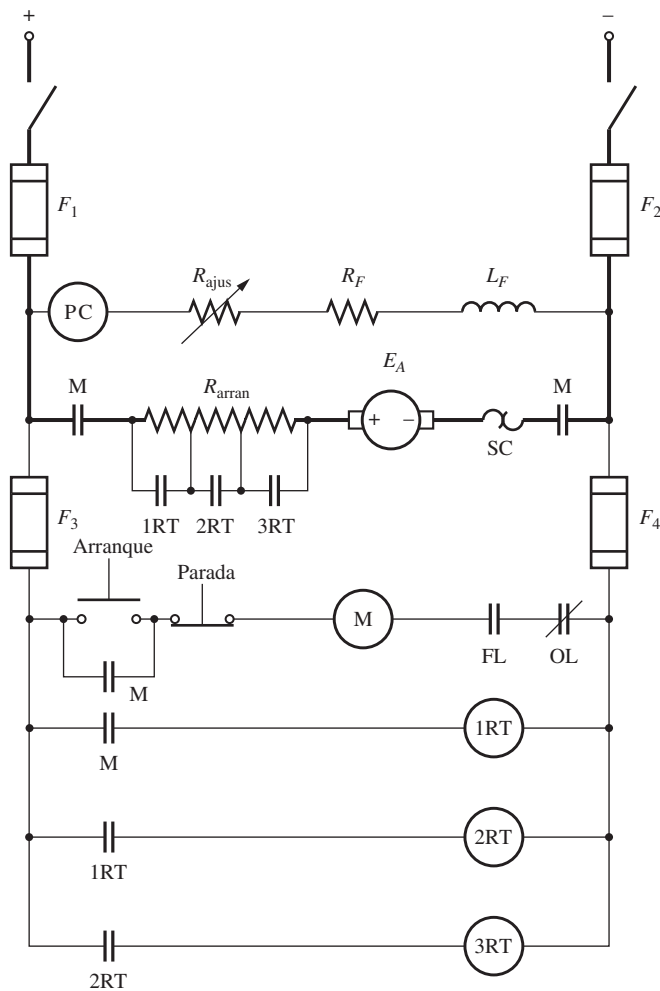 + −
F1 F2
Rajus RF LF
PC
EA
M Rarran M
+ −
SC
1RT 2RT 3RT
F3 F4
Arranque
Parada
M
FL OL
M
1RT
M
2RT
1RT
3RT
2RT